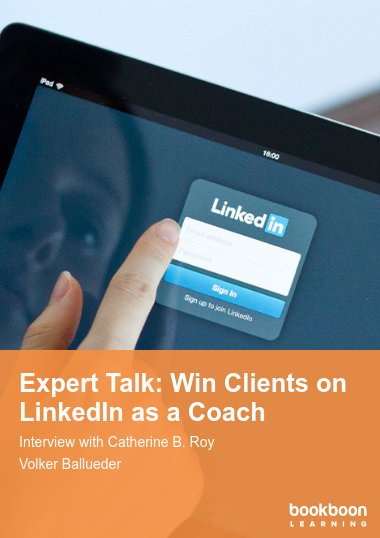 iPad
16:00
Linked in
Email address
Password
Sign In
Sign up to join LinkedIn
Expert Talk: Win Clients on
LinkedIn as a Coach
Interview with Catherine B. Roy
Volker Ballueder
bookboon
LEARNING